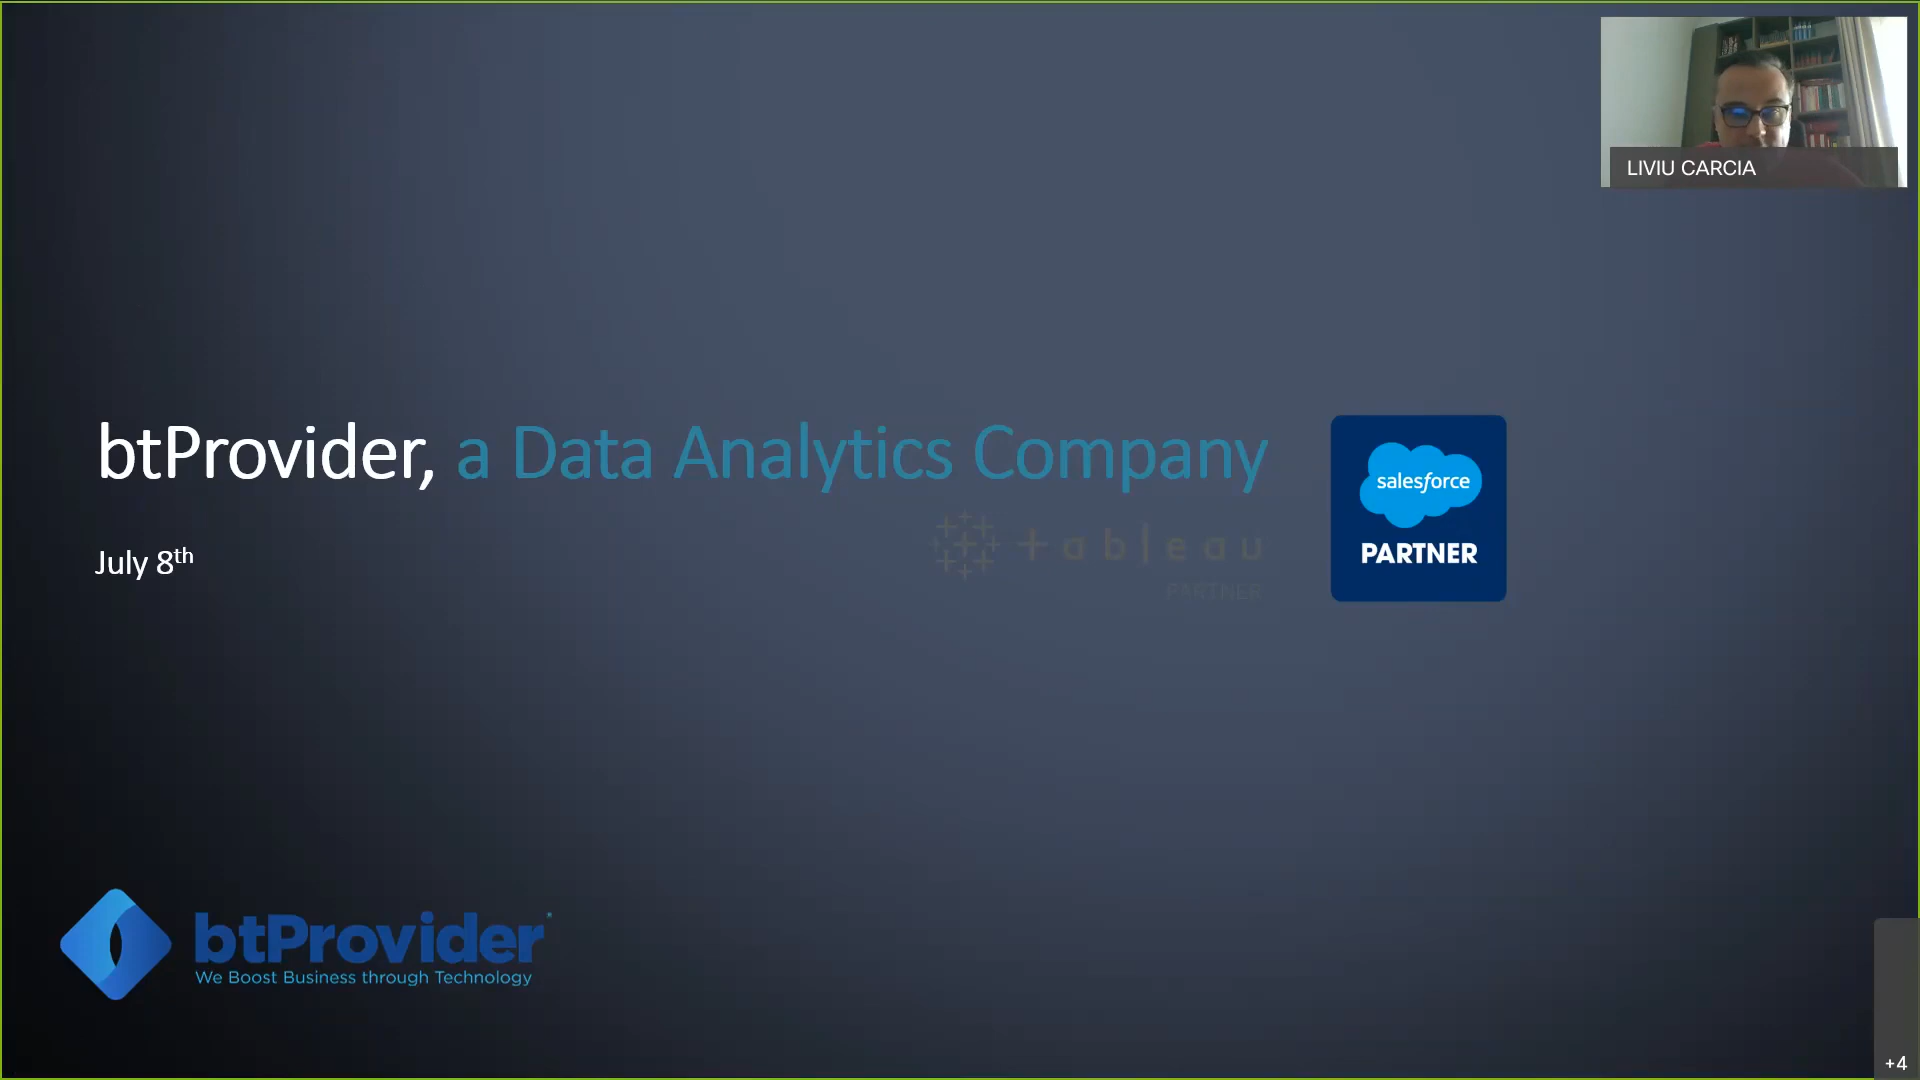 LIVIU CARCIA
btProvider, a Data Analytics Company
salesforce
PARTNER
tableau
PARTNER
July 8th
btProvider
We Boost Business through Technology
+4